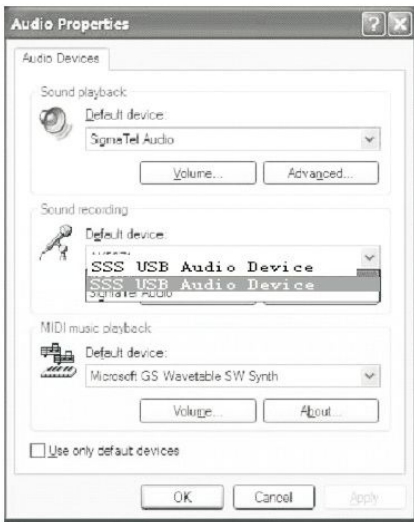 Audio Properties
Audio Devices
Sound playback
Default device:
SigmaTel Audio
Volume...
Advanced...
Sound recording
Default device:
SSS USB Audio Device
SSS USB Audio Device
SigmaTel Audio
MIDI music playback
Default device:
Microsoft GS Wavetable SW Synth
Volume...
About...
Use only default devices
OK
Cancel
Apply